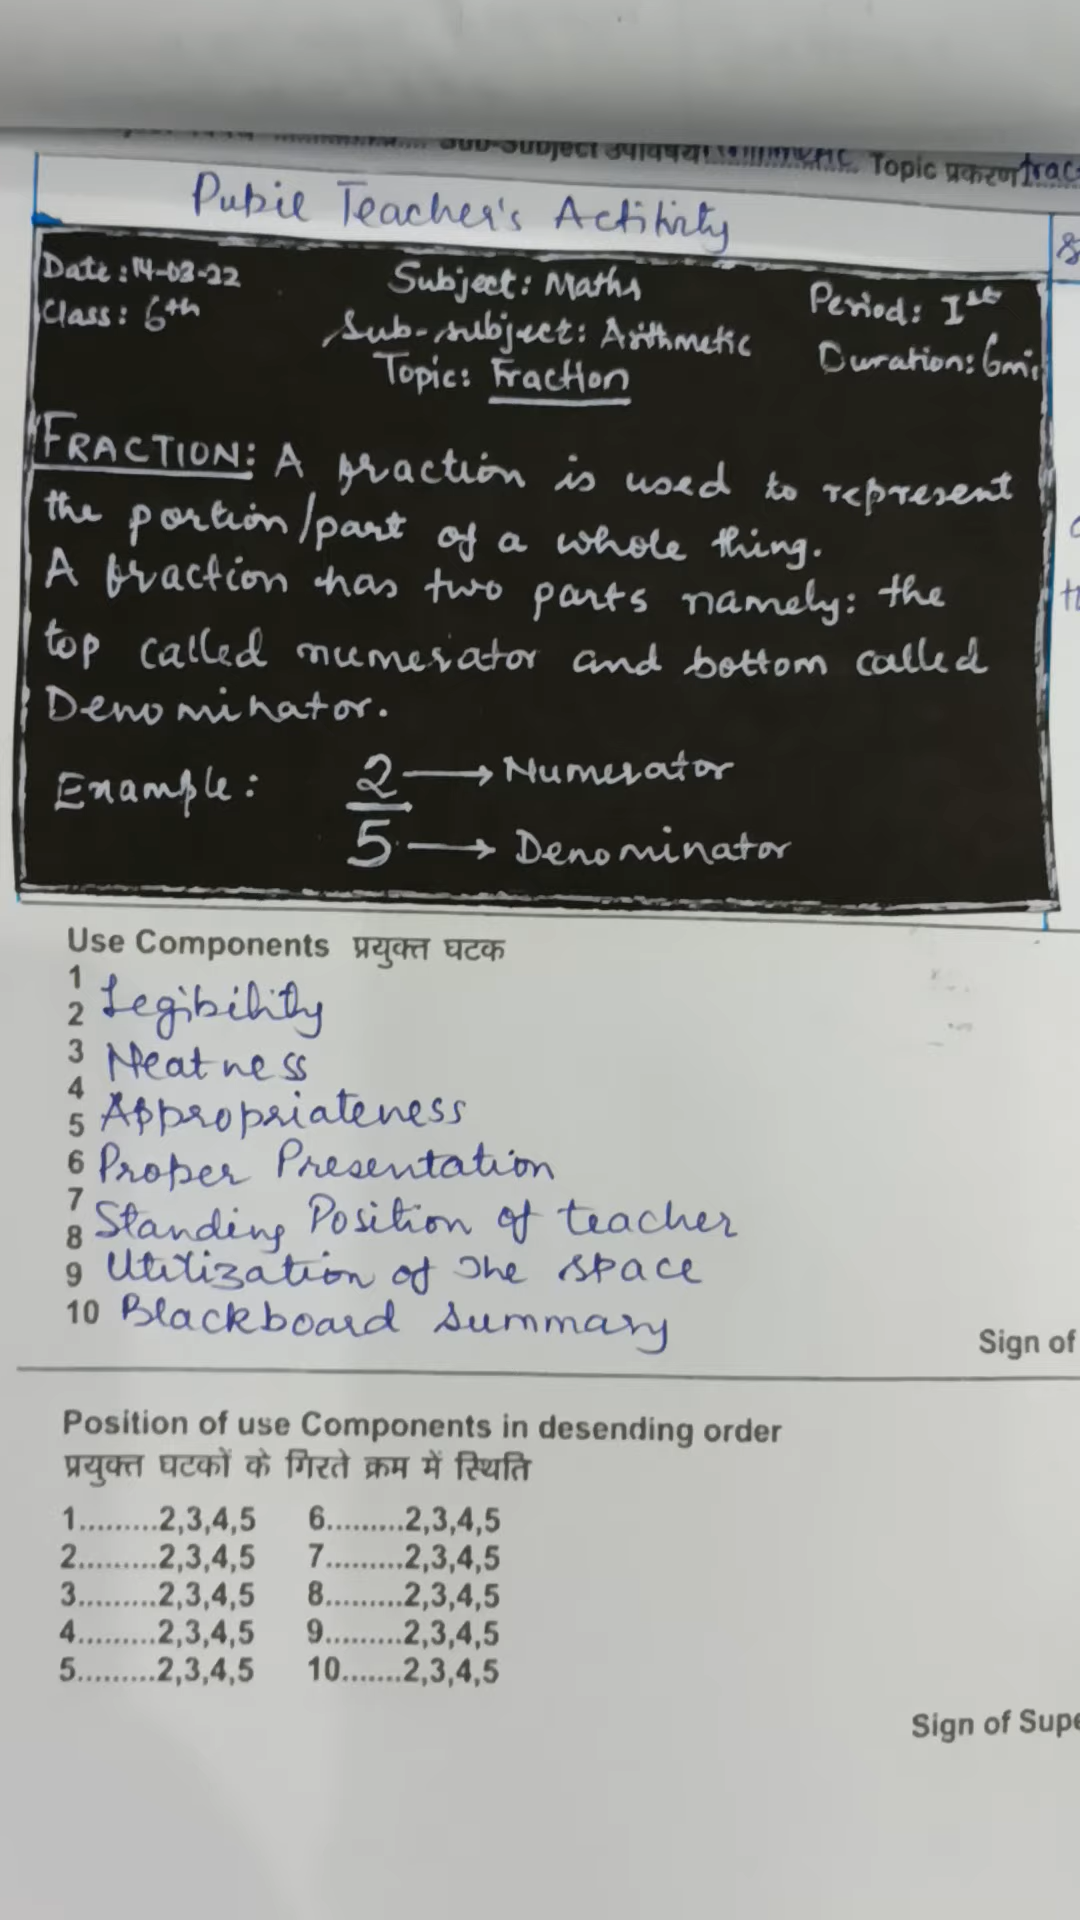 Sub-Subject उपविषय Arithmetic Topic प्रकरण frac
Pupil Teacher's Activity
Date: 14-03-22 Subject: Maths Period: Ist
Class: 6th Sub-subject: Arithmetic Duration: 6min
Topic: Fraction
FRACTION: A fraction is used to represent
the portion/part of a whole thing.
A fraction has two parts namely: the
top called numerator and bottom called
Denominator.
Example: 2 → Numerator
5 → Denominator
Use Components प्रयुक्त घटक
1
2 Legibility
3 Neatness
4
5 Appropriateness
6 Proper Presentation
7
8 Standing Position of teacher
9 Utilization of the space
10 Blackboard summary
Sign of
Position of use Components in desending order
प्रयुक्त घटकों के गिरते क्रम में स्थिति
1.........2,3,4,5 6.........2,3,4,5
2.........2,3,4,5 7.........2,3,4,5
3.........2,3,4,5 8.........2,3,4,5
4.........2,3,4,5 9.........2,3,4,5
5.........2,3,4,5 10.......2,3,4,5
Sign of Supe